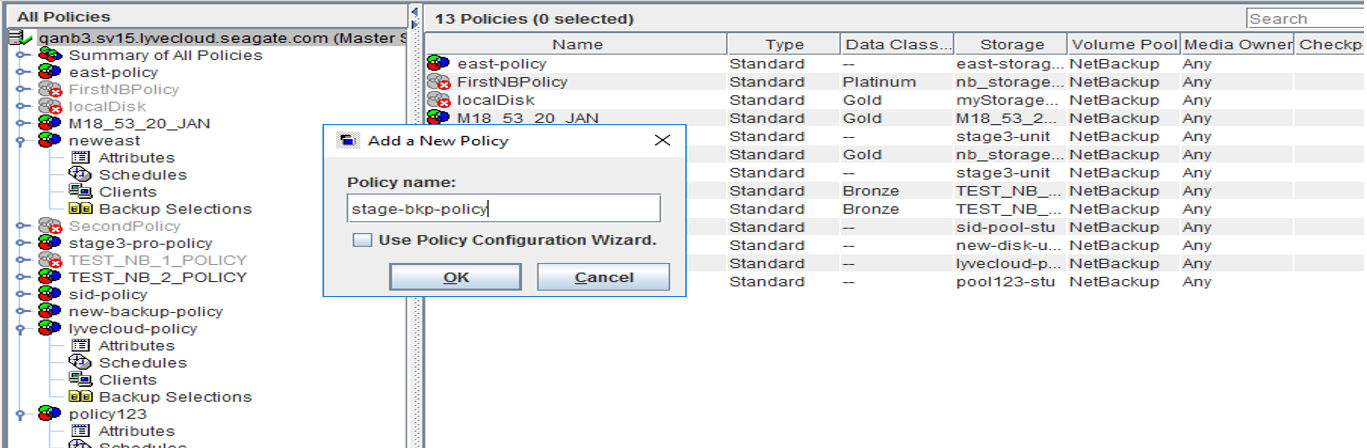 All Policies
qanb3.sv15.lyvecloud.seagate.com (Master S
Summary of All Policies
east-policy
FirstNBPolicy
localDisk
M18_53_20_JAN
neweast
Attributes
Schedules
Clients
Backup Selections
SecondPolicy
stage3-pro-policy
TEST_NB_1_POLICY
TEST_NB_2_POLICY
sid-policy
new-backup-policy
lyvecloud-policy
Attributes
Schedules
Clients
Backup Selections
policy123
Attributes
Schedules
13 Policies (0 selected)
Search
Name Type Data Class... Storage Volume Pool Media Owner Checkp
east-policy Standard -- east-storag... NetBackup Any
FirstNBPolicy Standard Platinum nb_storage... NetBackup Any
localDisk Standard Gold myStorage... NetBackup Any
M18_53_20_JAN Standard Gold M18_53_2... NetBackup Any
Standard -- stage3-unit NetBackup Any
Standard Gold nb_storage... NetBackup Any
Standard -- stage3-unit NetBackup Any
Standard Bronze TEST_NB_... NetBackup Any
Standard Bronze TEST_NB_... NetBackup Any
Standard -- sid-pool-stu NetBackup Any
Standard -- new-disk-u... NetBackup Any
Standard -- lyvecloud-p... NetBackup Any
Standard -- pool123-stu NetBackup Any
Add a New Policy
Policy name:
stage-bkp-policy
Use Policy Configuration Wizard.
OK Cancel